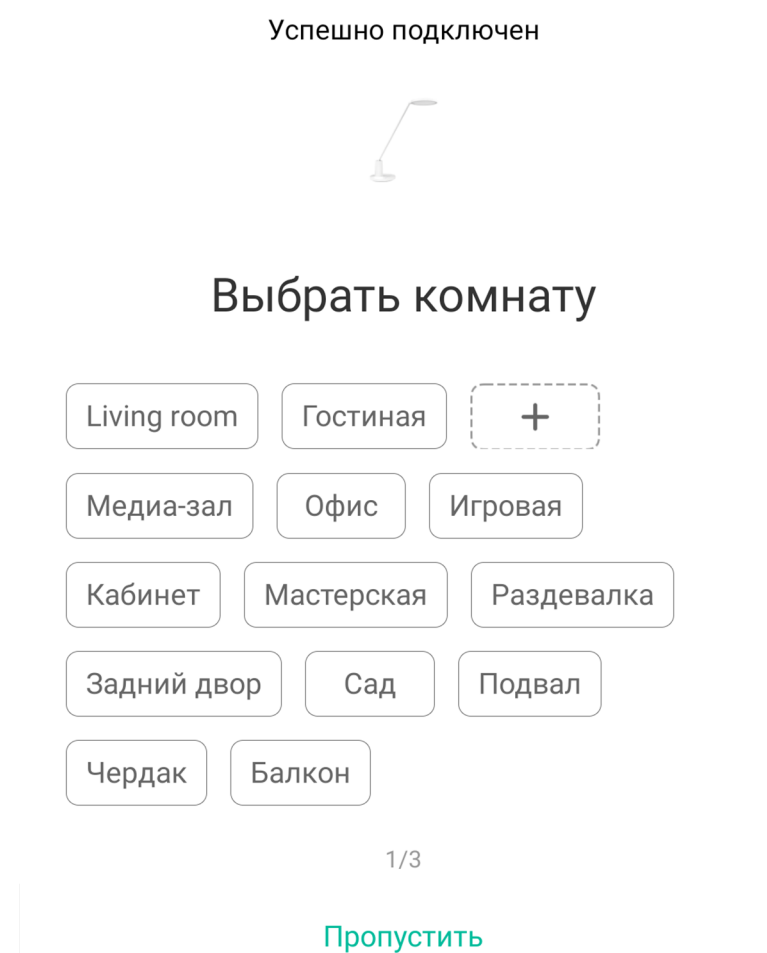 Успешно подключен
Выбрать комнату
Living room Гостиная +
Медиа-зал Офис Игровая
Кабинет Мастерская Раздевалка
Задний двор Сад Подвал
Чердак Балкон
1/3
Пропустить